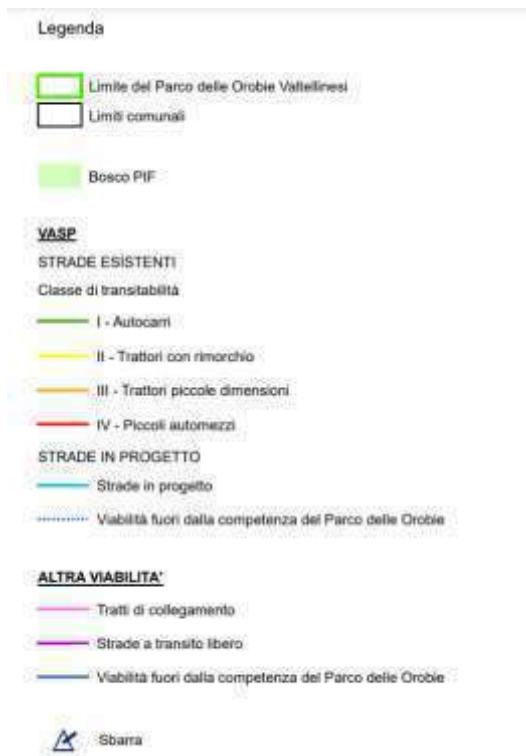 Legenda
Limite del Parco delle Orobie Valtellinesi
Limiti comunali
Bosco PIF
VASP
STRADE ESISTENTI
Classe di transitabilità
I - Autocarri
II - Trattori con rimorchio
III - Trattori piccole dimensioni
IV - Piccoli automezzi
STRADE IN PROGETTO
Strade in progetto
Viabilità fuori dalla competenza del Parco delle Orobie
ALTRA VIABILITA'
Tratti di collegamento
Strade a transito libero
Viabilità fuori dalla competenza del Parco delle Orobie
Sbarra